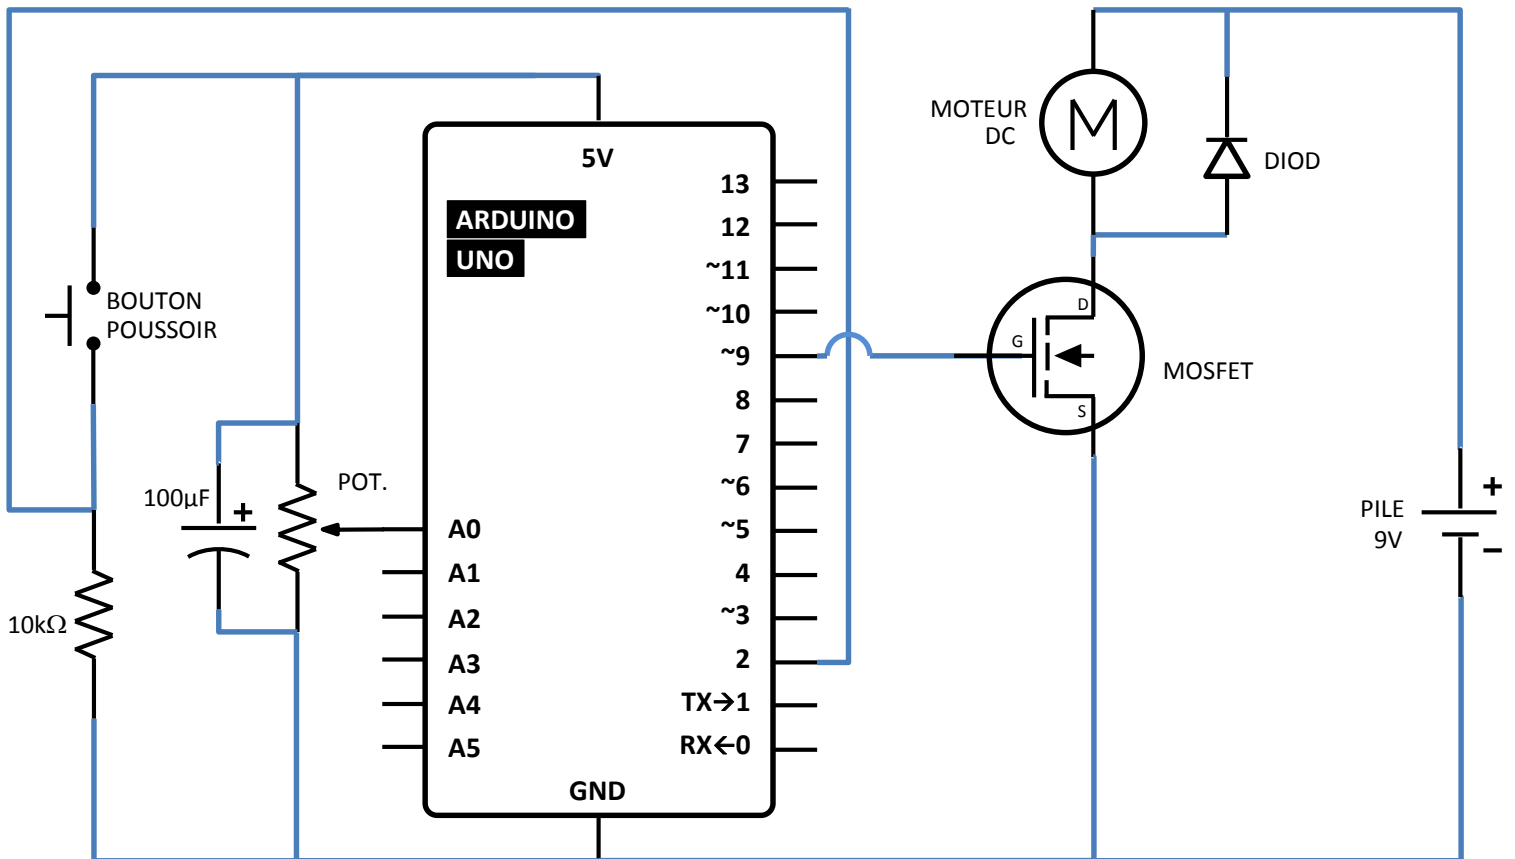 MOTEUR
DC
M
DIOD
5V
13
ARDUINO
UNO
12
~11
~10
~9
8
7
~6
~5
4
~3
2
TX→1
RX←0
A0
A1
A2
A3
A4
A5
GND
BOUTON
POUSSOIR
POT.
100µF
+
10kΩ
D
G
S
MOSFET
PILE
9V
+
−